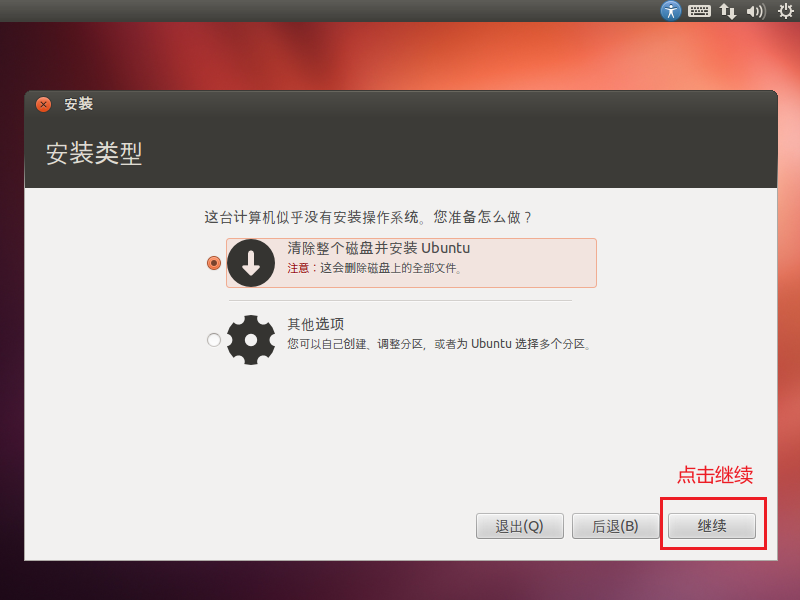 安装
安装类型
这台计算机似乎没有安装操作系统。您准备怎么做？
清除整个磁盘并安装 Ubuntu
注意：这会删除磁盘上的全部文件。
其他选项
您可以自己创建、调整分区，或者为 Ubuntu 选择多个分区。
点击继续
退出(Q)
后退(B)
继续